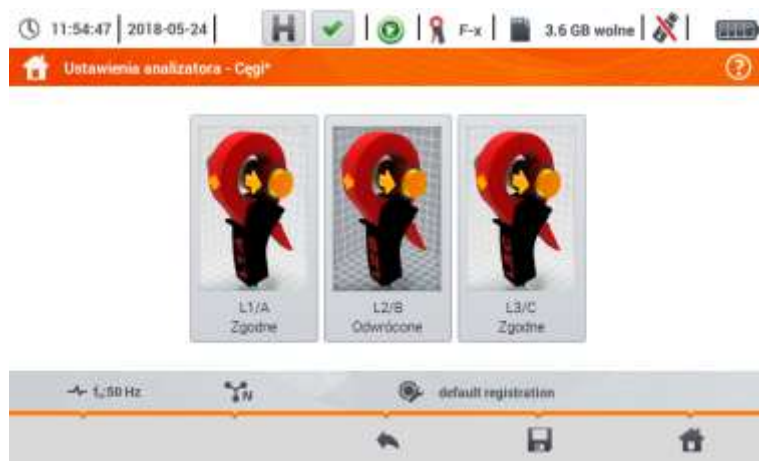 11:54:47 2018-05-24 F-x 3.6 GB wolne
Ustawienia analizatora - Cęgi*
L1/A
Zgodne
L2/B
Odwrócone
L3/C
Zgodne
fₙ:50 Hz N default registration